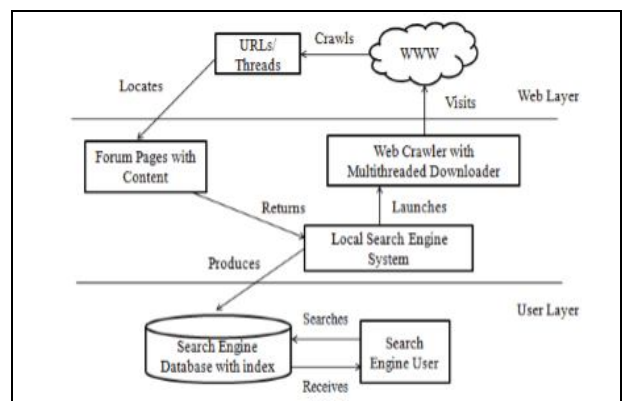 URLs/
Threads
Crawls
WWW
Locates
Visits
Web Layer
Forum Pages with
Content
Web Crawler with
Multithreaded Downloader
Returns
Launches
Local Search Engine
System
Produces
User Layer
Searches
Search Engine
Database with index
Search
Engine User
Receives